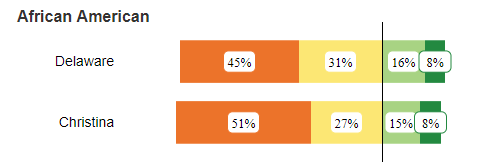 African American
Delaware 45% 31% 16% 8%
Christina 51% 27% 15% 8%